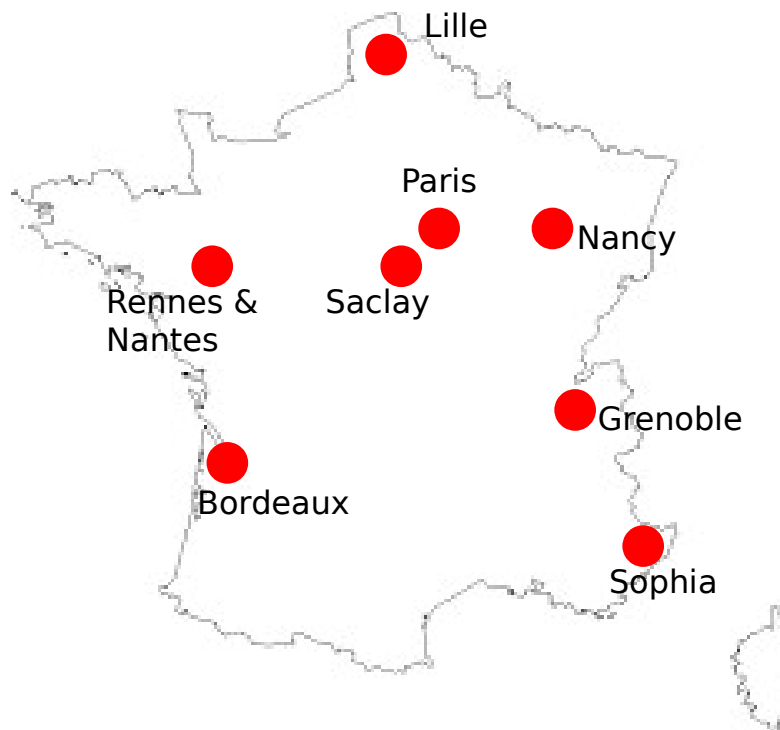 Lille
Paris
Nancy
Rennes &
Nantes
Saclay
Grenoble
Bordeaux
Sophia